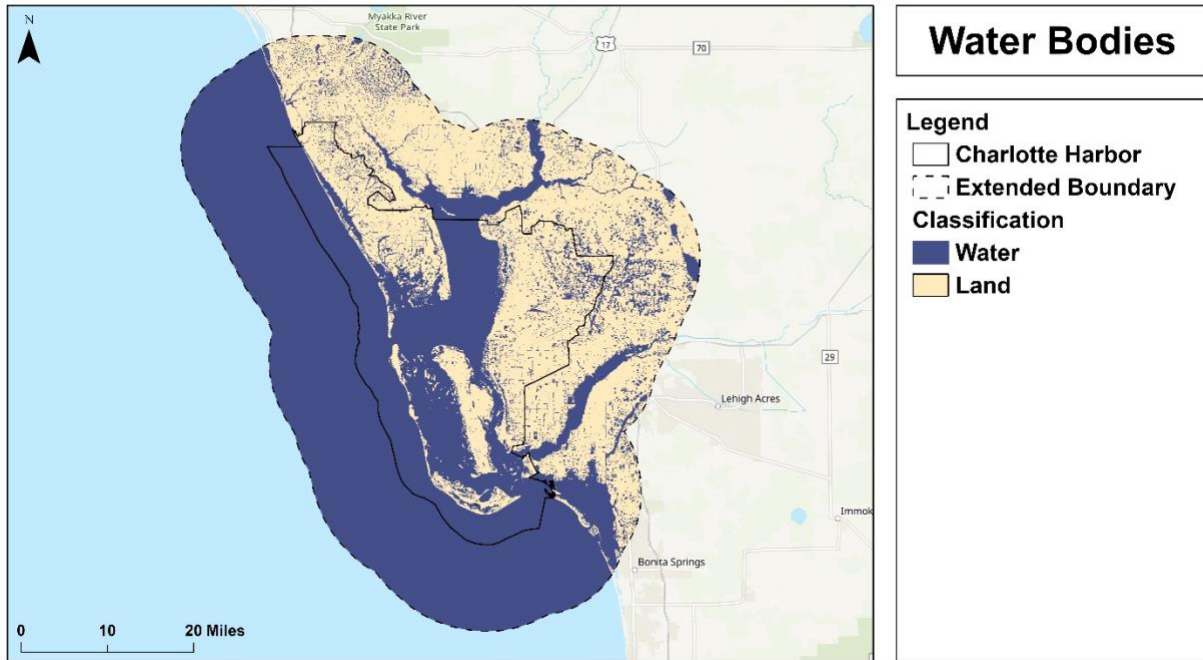 N
Myakka River
State Park
17
70
29
Lehigh Acres
Immok
Bonita Springs
0 10 20 Miles
Water Bodies
Legend
Charlotte Harbor
Extended Boundary
Classification
Water
Land